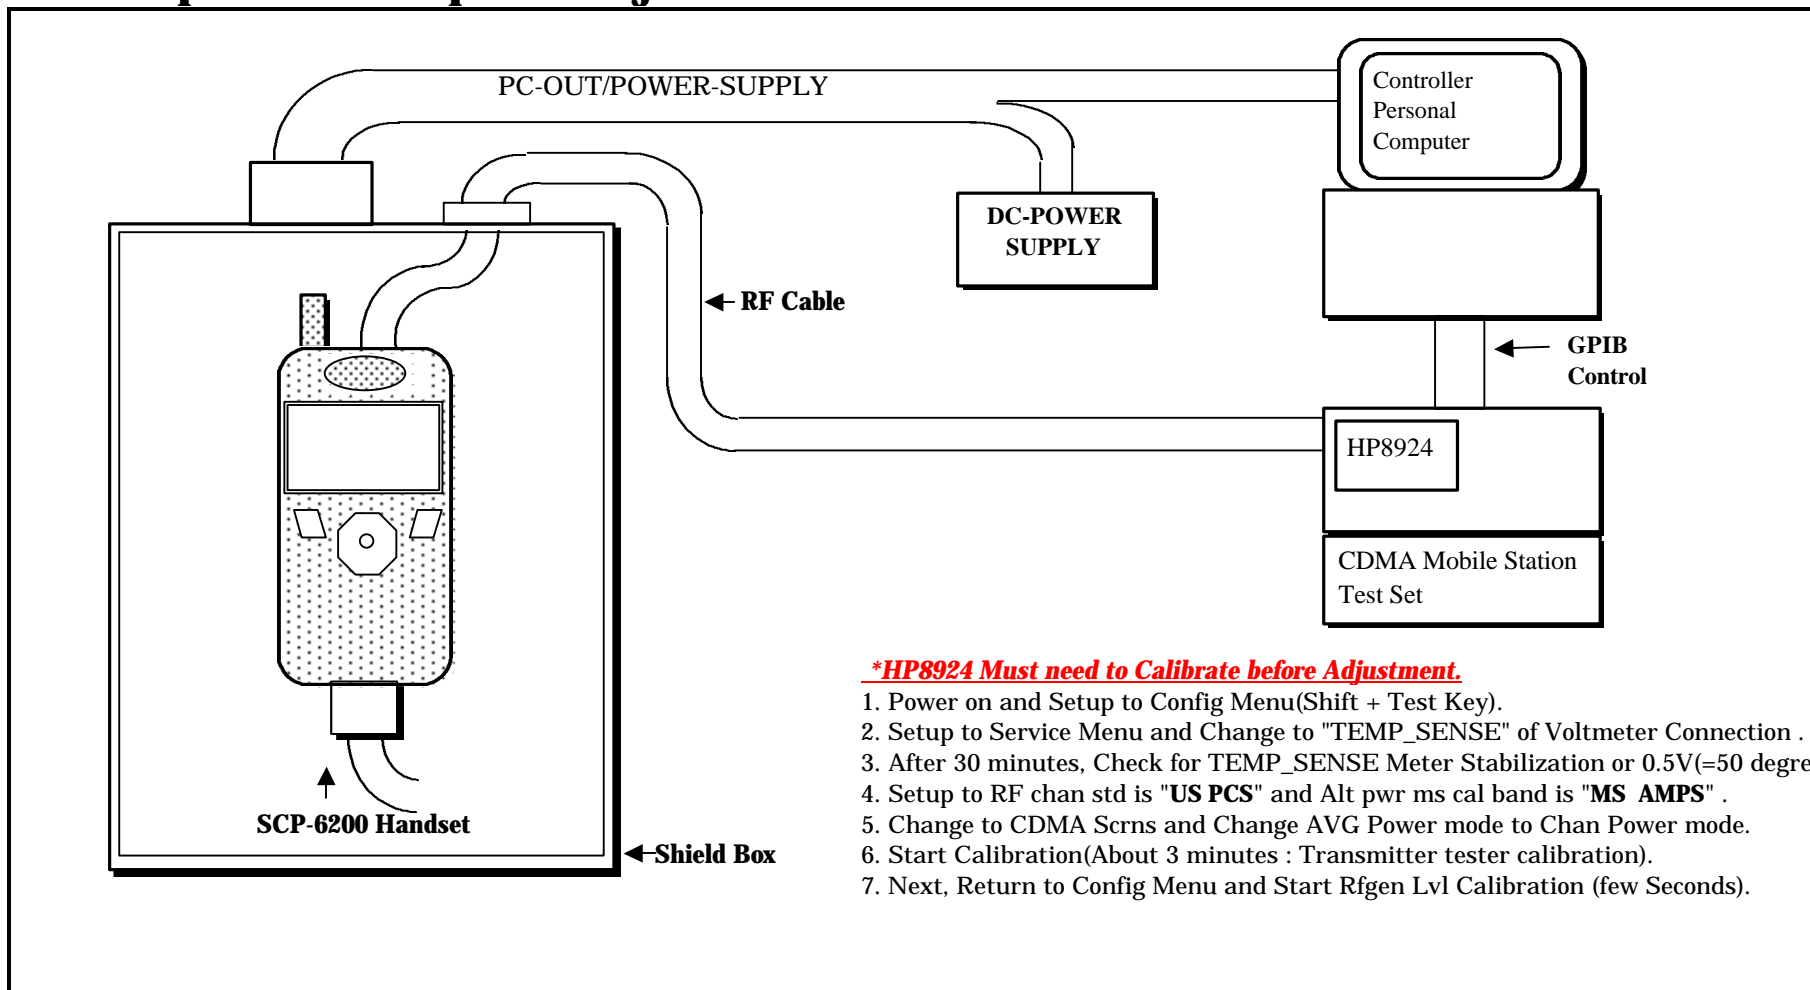 PC-OUT/POWER-SUPPLY
Controller
Personal
Computer
DC-POWER
SUPPLY
RF Cable
GPIB
Control
HP8924
CDMA Mobile Station
Test Set
SCP-6200 Handset
Shield Box
*HP8924 Must need to Calibrate before Adjustment.
1. Power on and Setup to Config Menu(Shift + Test Key).
2. Setup to Service Menu and Change to "TEMP_SENSE" of Voltmeter Connection .
3. After 30 minutes, Check for TEMP_SENSE Meter Stabilization or 0.5V(=50 degre
4. Setup to RF chan std is "US PCS" and Alt pwr ms cal band is "MS AMPS" .
5. Change to CDMA Scrns and Change AVG Power mode to Chan Power mode.
6. Start Calibration(About 3 minutes : Transmitter tester calibration).
7. Next, Return to Config Menu and Start Rfgen Lvl Calibration (few Seconds).